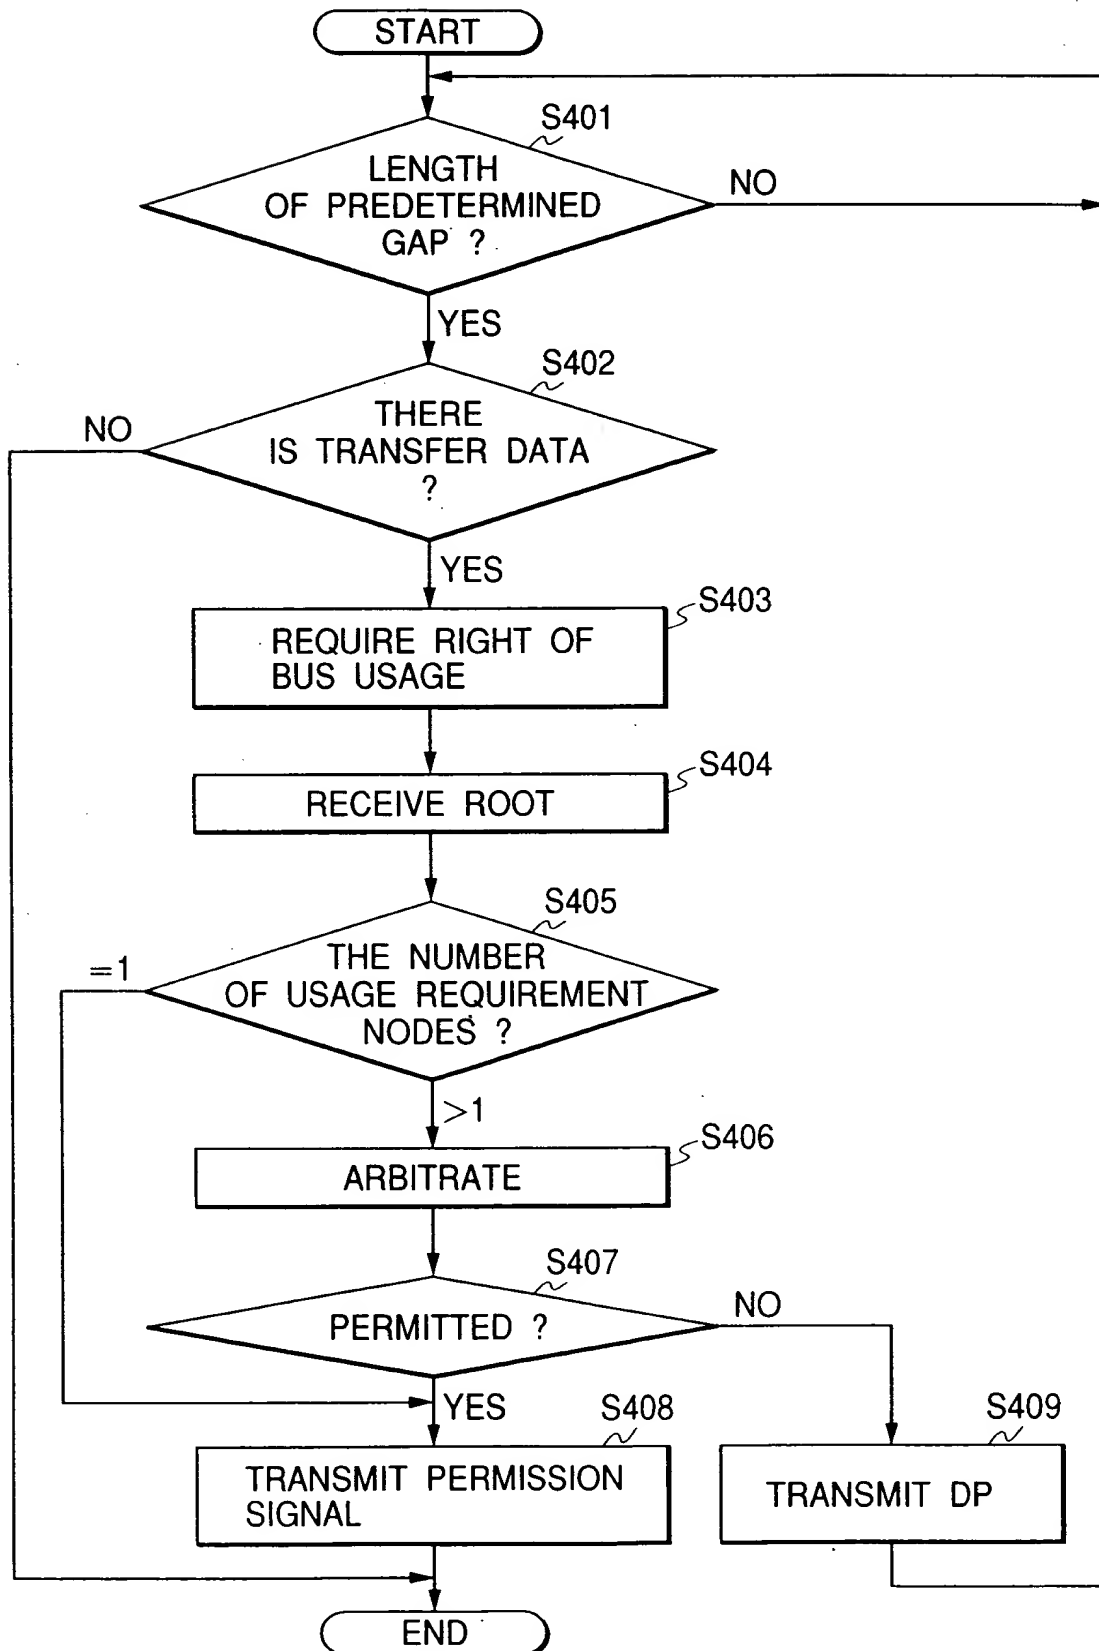 START
S401
LENGTH
OF PREDETERMINED
GAP ?
NO
YES
S402
THERE
IS TRANSFER DATA
?
NO
YES
S403
REQUIRE RIGHT OF
BUS USAGE
S404
RECEIVE ROOT
S405
THE NUMBER
OF USAGE REQUIREMENT
NODES ?
=1
>1
S406
ARBITRATE
S407
PERMITTED ?
NO
YES
S408
TRANSMIT PERMISSION
SIGNAL
S409
TRANSMIT DP
END